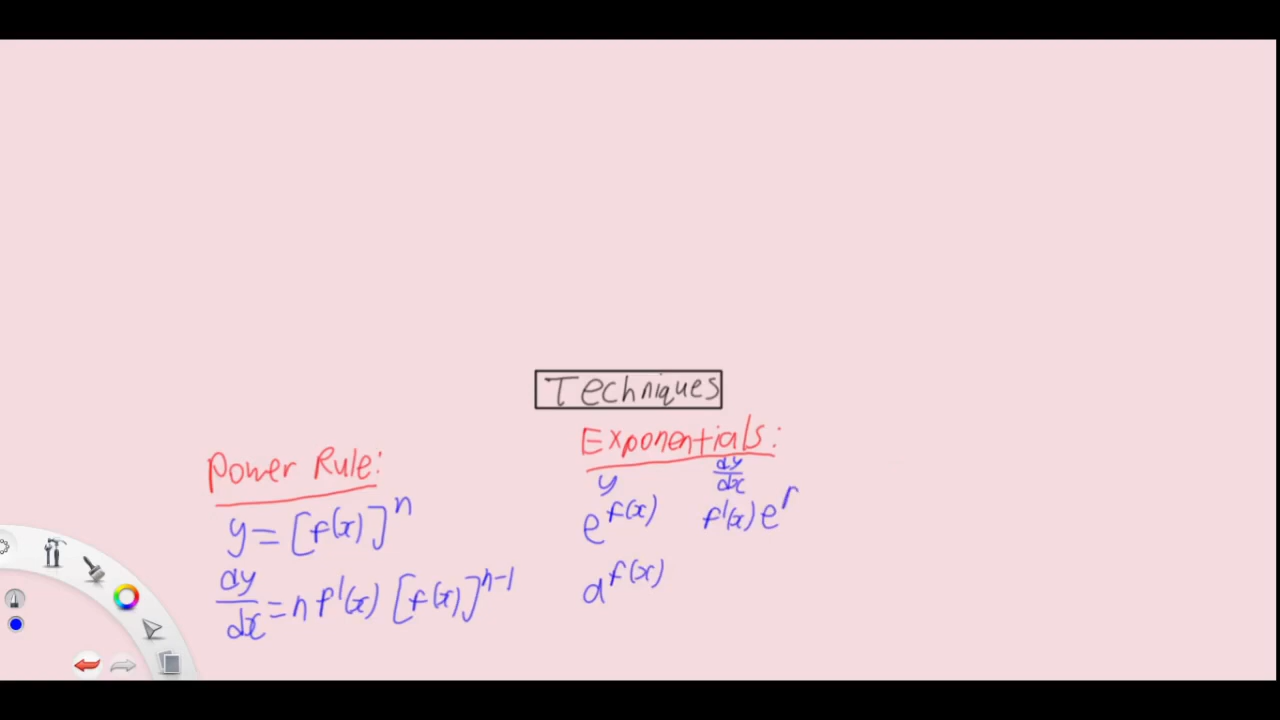 Techniques
Power Rule:
y = [f(x)]^n
dy/dx = n f'(x) [f(x)]^n-1
Exponentials:
y dy/dx
e^f(x) f'(x) e
a^f(x)